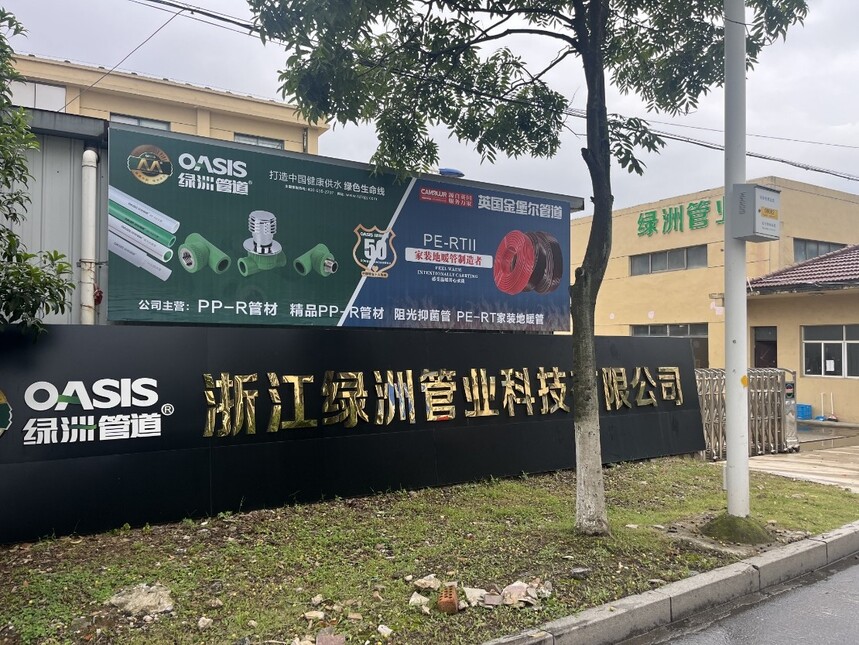 OASIS
绿洲管道
打造中国健康供水 绿色生命线
CAMBLUR
英国金堡尔管道
OASIS
50
PE-RTII
家装地暖管制造者
公司主营: PP-R管材 精品PP-R管材 阻光抑菌管 PE-RT家装地暖管
绿洲管业
OASIS
绿洲管道®
浙江绿洲管业科技有限公司